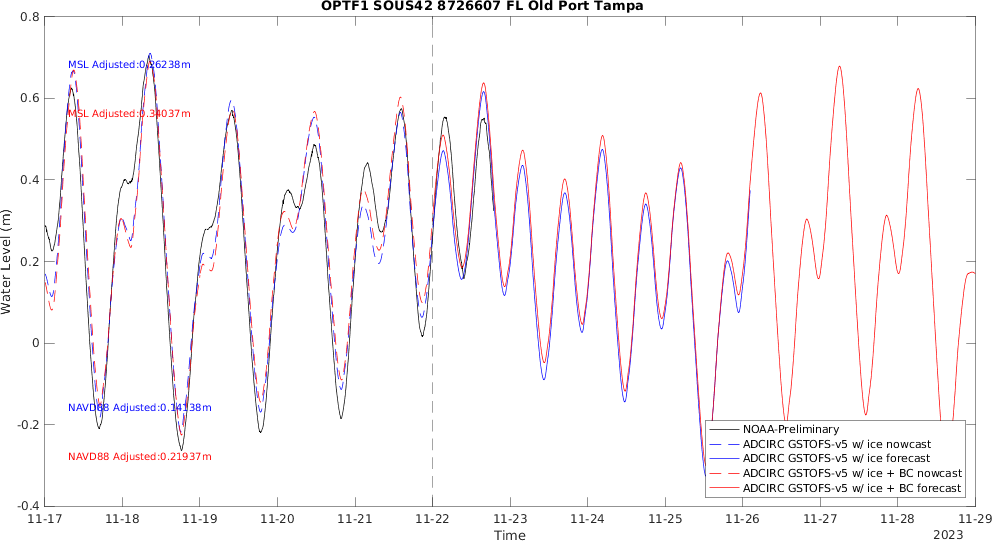 OPTF1 SOUS42 8726607 FL Old Port Tampa
0.8
0.6
0.4
0.2
0
-0.2
-0.4
Water Level (m)
MSL Adjusted:0.26238m
MSL Adjusted:0.34037m
NAVD88 Adjusted:0.14138m
NAVD88 Adjusted:0.21937m
NOAA-Preliminary
ADCIRC GSTOFS-v5 w/ ice nowcast
ADCIRC GSTOFS-v5 w/ ice forecast
ADCIRC GSTOFS-v5 w/ ice + BC nowcast
ADCIRC GSTOFS-v5 w/ ice + BC forecast
11-17 11-18 11-19 11-20 11-21 11-22 11-23 11-24 11-25 11-26 11-27 11-28 11-29
Time
2023